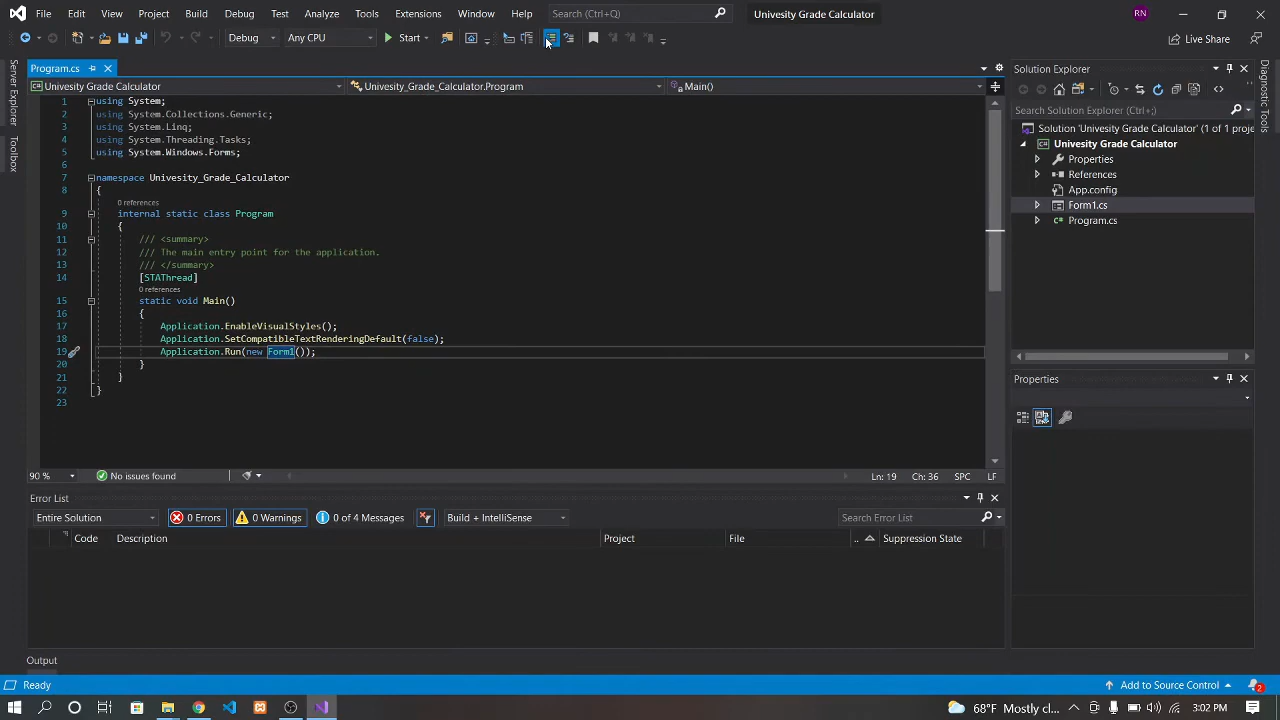 File Edit View Git Project Build Debug Test Analyze Tools Extensions Window Help Search (Ctrl+Q) Univesity Grade Calculator RN
Debug Any CPU Start Live Share
Program.cs
Univesity Grade Calculator Univesity_Grade_Calculator.Program Main()
1 using System;
2 using System.Collections.Generic;
3 using System.Linq;
4 using System.Threading.Tasks;
5 using System.Windows.Forms;
6
7 namespace Univesity_Grade_Calculator
8 {
0 references
9 internal static class Program
10 {
11 /// <summary>
12 /// The main entry point for the application.
13 /// </summary>
14 [STAThread]
0 references
15 static void Main()
16 {
17 Application.EnableVisualStyles();
18 Application.SetCompatibleTextRenderingDefault(false);
19 Application.Run(new Form1());
20 }
21 }
22 }
23
90 % No issues found Ln: 19 Ch: 36 SPC LF
Error List
Entire Solution 0 Errors 0 Warnings 0 of 4 Messages Build + IntelliSense Search Error List
Code Description Project File .. Suppression State
Output
Server Explorer
Toolbox
Solution Explorer
Search Solution Explorer (Ctrl+;)
Solution 'Univesity Grade Calculator' (1 of 1 proje
Univesity Grade Calculator
Properties
References
App.config
Form1.cs
Program.cs
Properties
Diagnostic Tools
Ready Add to Source Control 2
68°F Mostly cl... 3:02 PM